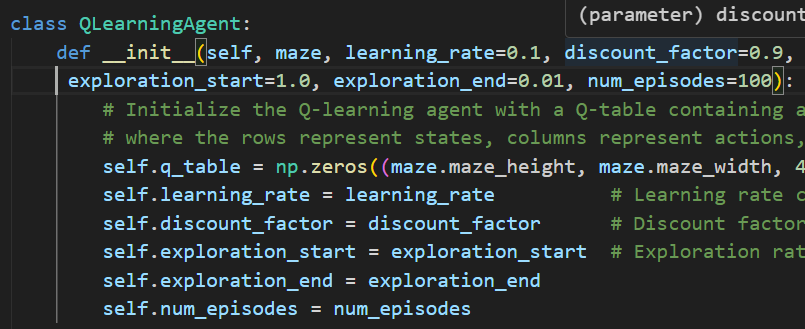 class QLearningAgent:
(parameter) discount
def __init__(self, maze, learning_rate=0.1, discount_factor=0.9,
exploration_start=1.0, exploration_end=0.01, num_episodes=100):
# Initialize the Q-learning agent with a Q-table containing a
# where the rows represent states, columns represent actions,
self.q_table = np.zeros((maze.maze_height, maze.maze_width, 4
self.learning_rate = learning_rate # Learning rate c
self.discount_factor = discount_factor # Discount factor
self.exploration_start = exploration_start # Exploration rat
self.exploration_end = exploration_end
self.num_episodes = num_episodes